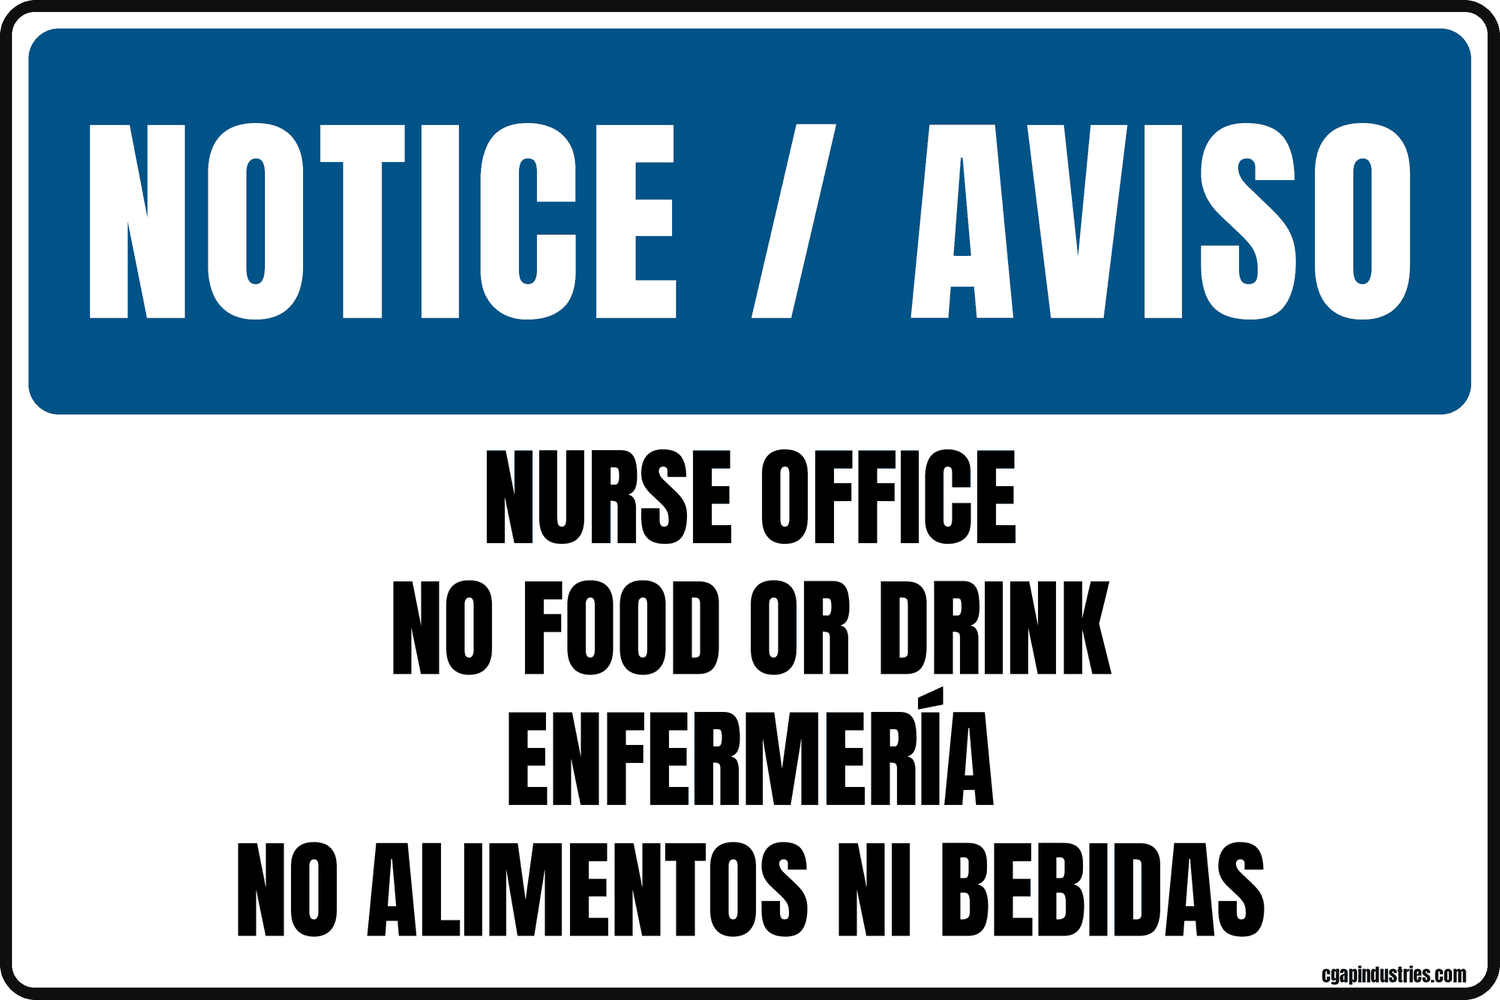 NOTICE / AVISO
NURSE OFFICE
NO FOOD OR DRINK
ENFERMERÍA
NO ALIMENTOS NI BEBIDAS
cgapindustries.com